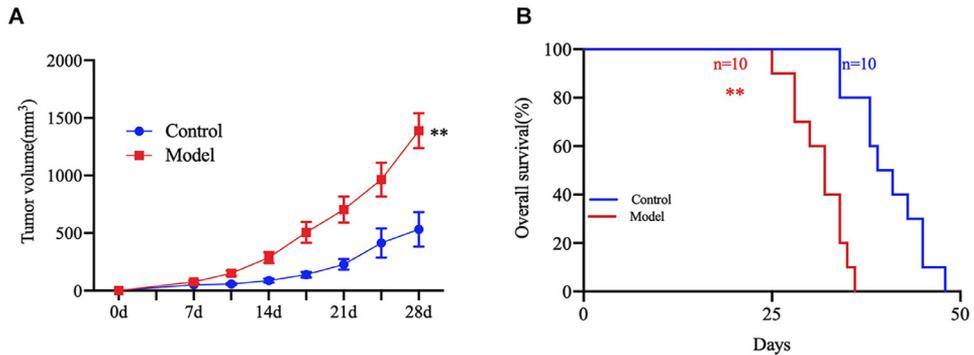 A
Tumor volume(mm³)
2000
1500
1000
500
0
Control
Model
**
0d 7d 14d 21d 28d
B
Overall survival(%)
100
80
60
40
20
0
n=10
**
n=10
Control
Model
0 25 50
Days